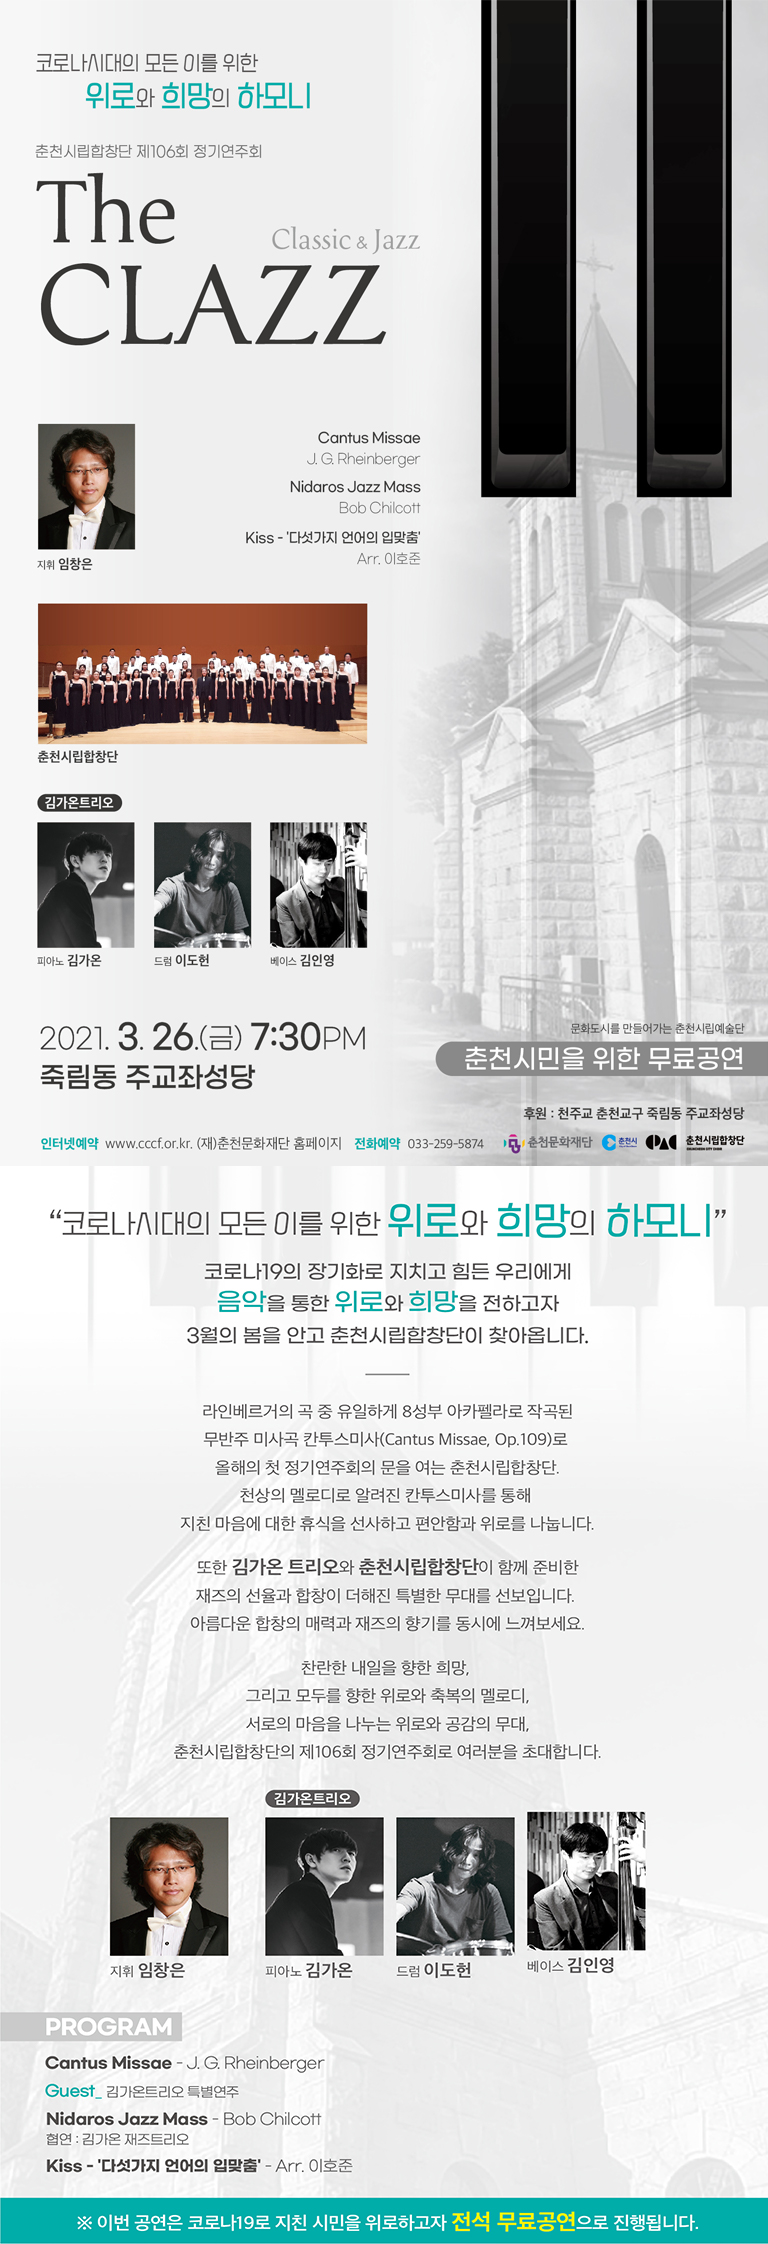 코로나시대의 모든 이를 위한
위로와 희망의 하모니
춘천시립합창단 제106회 정기연주회
The
Classic & Jazz
CLAZZ
Cantus Missae
J. G. Rheinberger
Nidaros Jazz Mass
Bob Chilcott
Kiss - '다섯가지 언어의 입맞춤'
Arr. 이호준
지휘 임창은
춘천시립합창단
김가온트리오
피아노 김가온
드럼 이도헌
베이스 김인영
2021. 3. 26.(금) 7:30PM
죽림동 주교좌성당
문화도시를 만들어가는 춘천시립예술단
춘천시민을 위한 무료공연
후원 : 천주교 춘천교구 죽림동 주교좌성당
인터넷예약 www.cccf.or.kr. (재)춘천문화재단 홈페이지 전화예약 033-259-5874 춘천문화재단 춘천시 춘천시립합창단
CHUNCHEON CITY CHOIR
“코로나시대의 모든 이를 위한 위로와 희망의 하모니”
코로나19의 장기화로 지치고 힘든 우리에게
음악을 통한 위로와 희망을 전하고자
3월의 봄을 안고 춘천시립합창단이 찾아옵니다.
라인베르거의 곡 중 유일하게 8성부 아카펠라로 작곡된
무반주 미사곡 칸투스미사(Cantus Missae, Op.109)로
올해의 첫 정기연주회의 문을 여는 춘천시립합창단.
천상의 멜로디로 알려진 칸투스미사를 통해
지친 마음에 대한 휴식을 선사하고 편안함과 위로를 나눕니다.
또한 김가온 트리오와 춘천시립합창단이 함께 준비한
재즈의 선율과 합창이 더해진 특별한 무대를 선보입니다.
아름다운 합창의 매력과 재즈의 향기를 동시에 느껴보세요.
찬란한 내일을 향한 희망,
그리고 모두를 향한 위로와 축복의 멜로디,
서로의 마음을 나누는 위로와 공감의 무대,
춘천시립합창단의 제106회 정기연주회로 여러분을 초대합니다.
김가온트리오
지휘 임창은
피아노 김가온
드럼 이도헌
베이스 김인영
PROGRAM
Cantus Missae - J. G. Rheinberger
Guest_ 김가온트리오 특별연주
Nidaros Jazz Mass - Bob Chilcott
협연 : 김가온 재즈트리오
Kiss - '다섯가지 언어의 입맞춤' - Arr. 이호준
※ 이번 공연은 코로나19로 지친 시민을 위로하고자 전석 무료공연으로 진행됩니다.